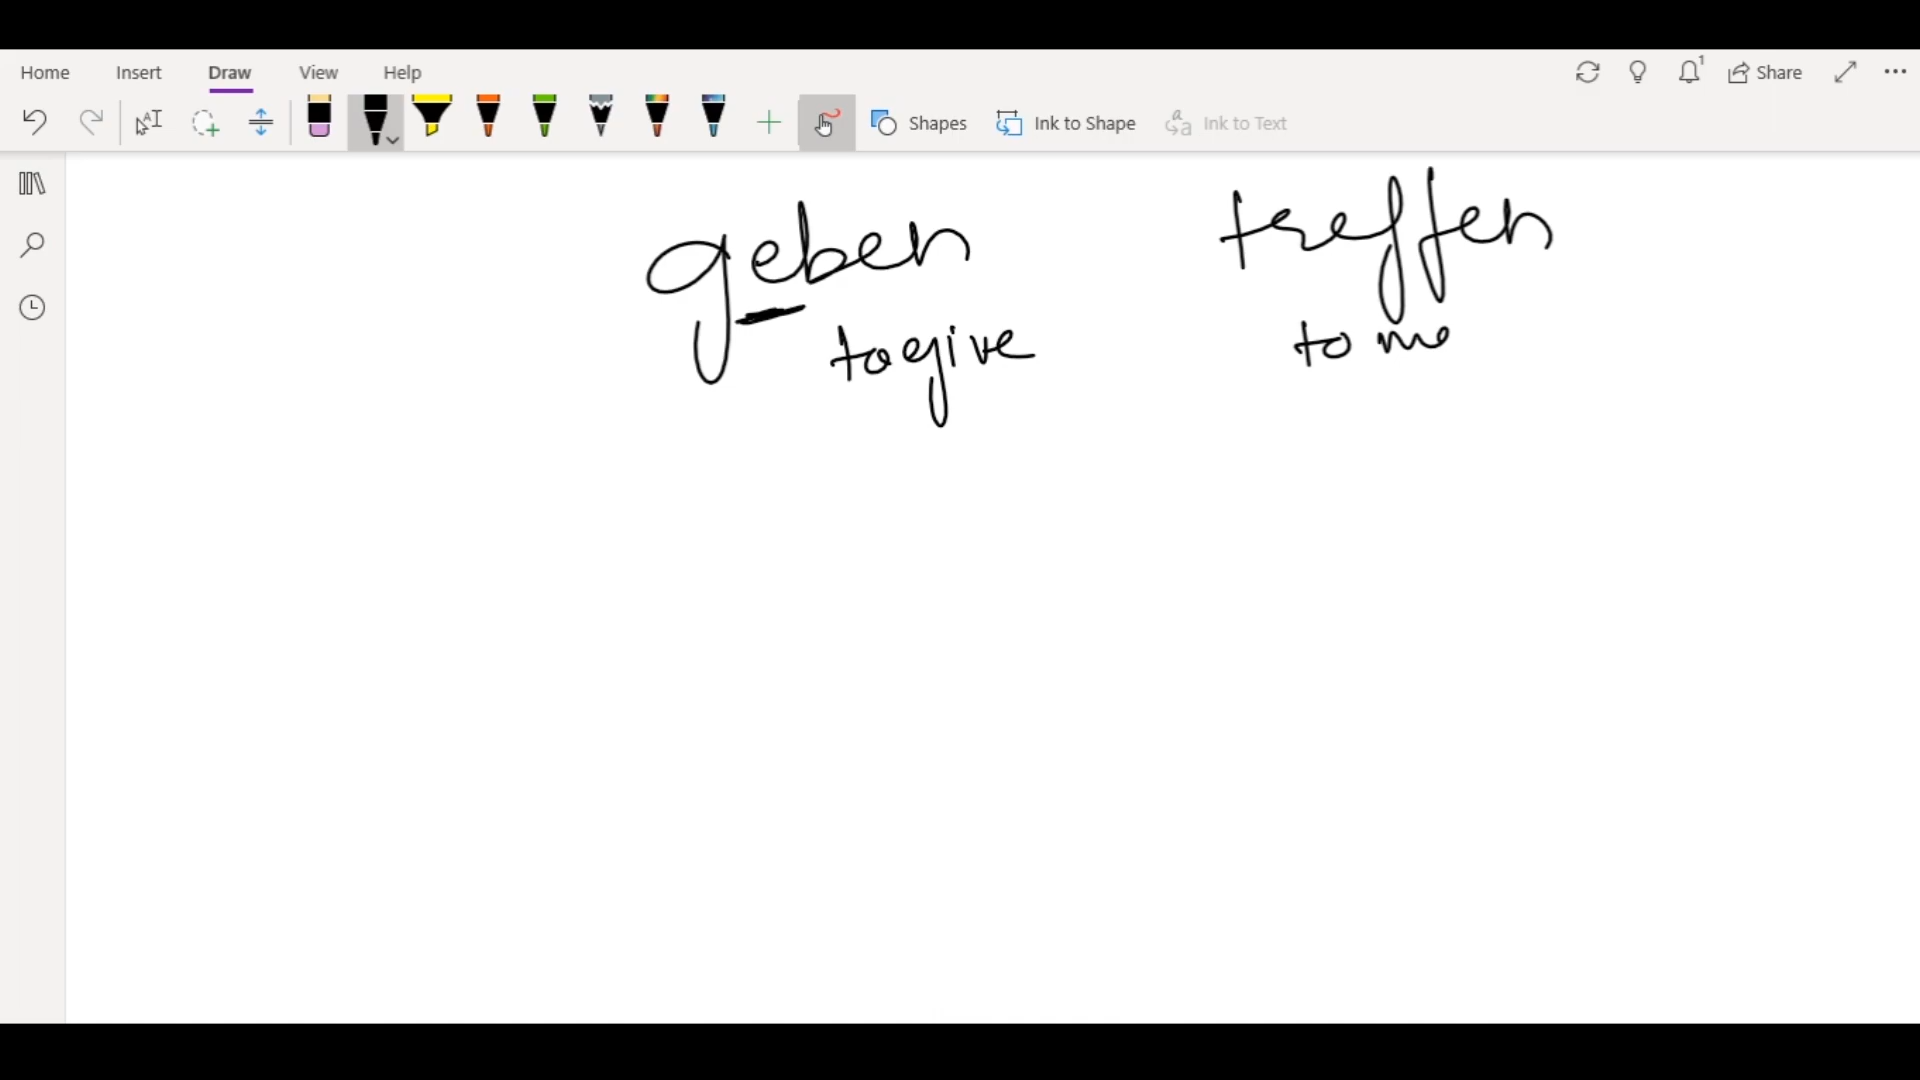 Home Insert Draw View Help 1 Share
Shapes Ink to Shape Ink to Text
geben treffen
to give to me